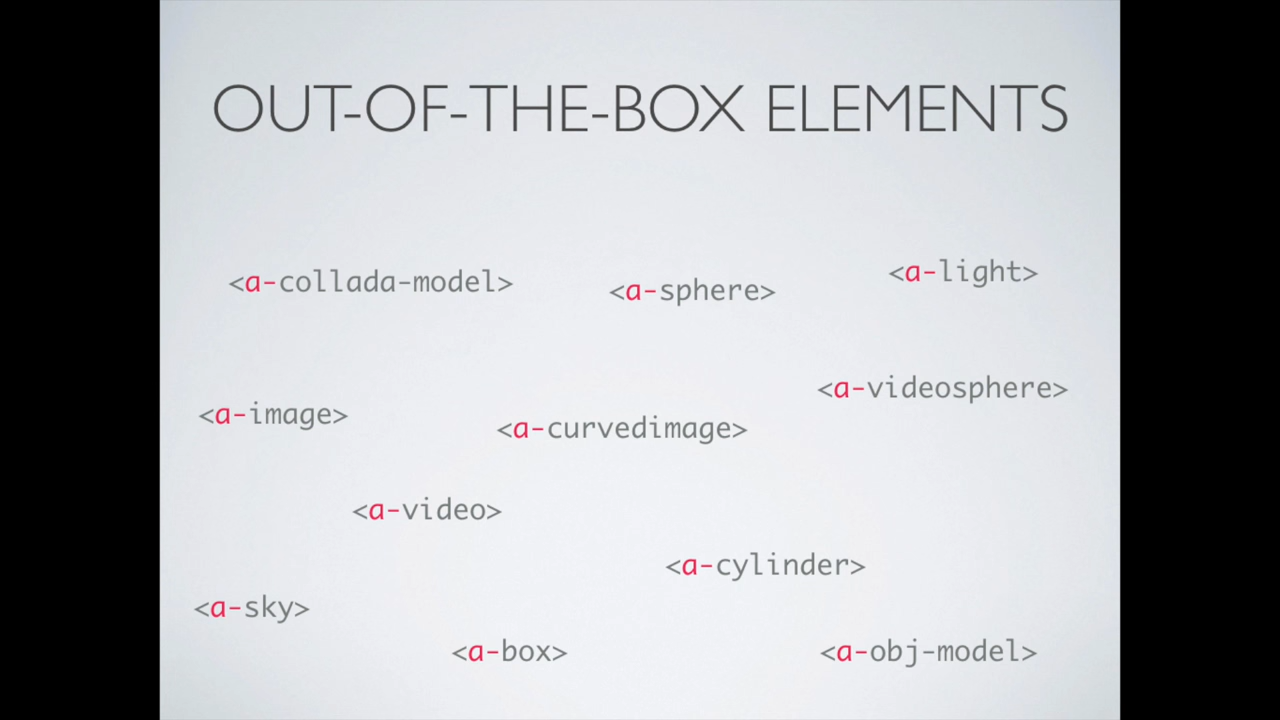 OUT-OF-THE-BOX ELEMENTS
<a-collada-model>
<a-sphere>
<a-light>
<a-image>
<a-curvedimage>
<a-videosphere>
<a-video>
<a-cylinder>
<a-sky>
<a-box>
<a-obj-model>